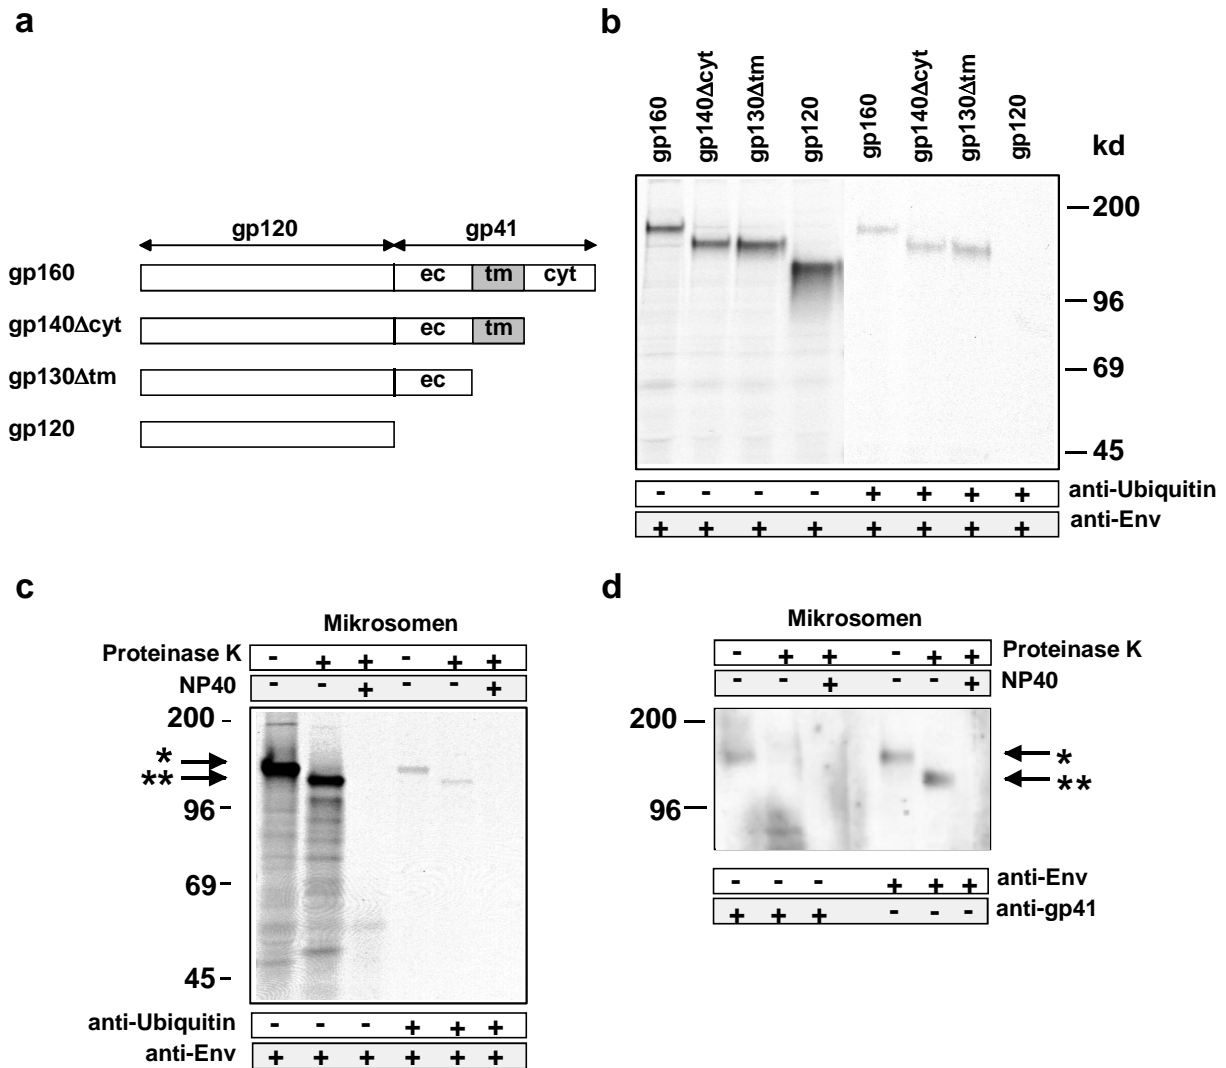 a
gp120 gp41
gp160 ec tm cyt
gp140Δcyt ec tm
gp130Δtm ec
gp120
b
gp160 gp140Δcyt gp130Δtm gp120 gp160 gp140Δcyt gp130Δtm gp120
kd
200
96
69
45
- - - - + + + + anti-Ubiquitin
+ + + + + + + + anti-Env
c
Mikrosomen
Proteinase K - + + - + +
NP40 - - + - - +
200
*
**
96
69
45
anti-Ubiquitin - - - + + +
anti-Env + + + + + +
d
Mikrosomen
- + + - + + Proteinase K
- - + - - + NP40
200
*
**
96
- - - + + + anti-Env
+ + + - - - anti-gp41